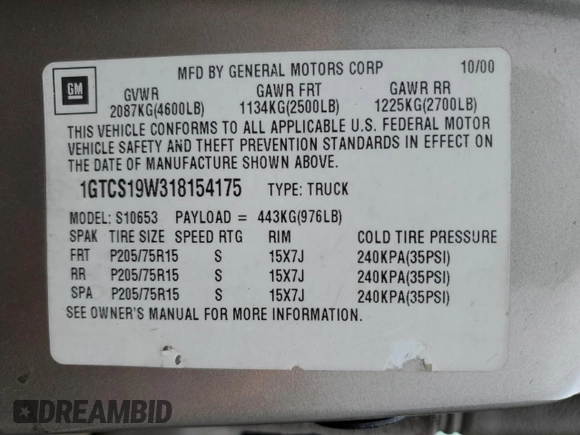 MFD BY GENERAL MOTORS CORP 10/00
GM
GVWR GAWR FRT GAWR RR
2087KG(4600LB) 1134KG(2500LB) 1225KG(2700LB)
THIS VEHICLE CONFORMS TO ALL APPLICABLE U.S. FEDERAL MOTOR
VEHICLE SAFETY AND THEFT PREVENTION STANDARDS IN EFFECT ON
THE DATE OF MANUFACTURE SHOWN ABOVE.
1GTCS19W318154175 TYPE: TRUCK
MODEL: S10653 PAYLOAD = 443KG(976LB)
SPAK TIRE SIZE SPEED RTG RIM COLD TIRE PRESSURE
FRT P205/75R15 S 15X7J 240KPA(35PSI)
RR P205/75R15 S 15X7J 240KPA(35PSI)
SPA P205/75R15 S 15X7J 240KPA(35PSI)
SEE OWNER'S MANUAL FOR MORE INFORMATION.
DREAMBID